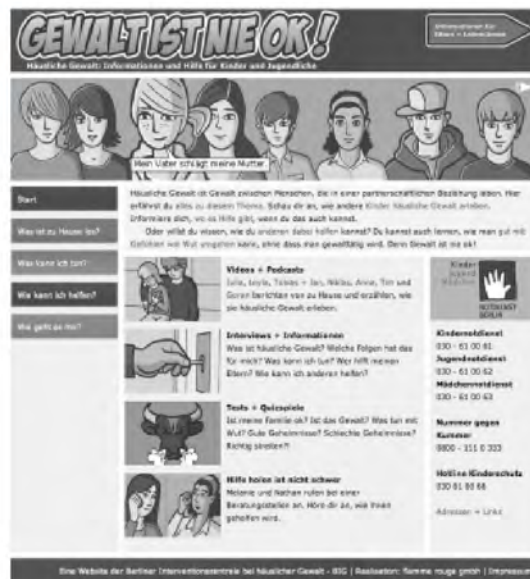 GEWALT IST NIE OK!
Häusliche Gewalt: Informationen und Hilfe für Kinder und Jugendliche
Informationen für
Eltern + Lehrer/innen
Mein Vater schlägt meine Mutter.
Start
Was ist zu Hause los?
Was kann ich tun?
Wie kann ich helfen?
Wie geht es mir?
Häusliche Gewalt ist Gewalt zwischen Menschen, die in einer partnerschaftlichen Beziehung leben. Hier
erfährst du alles zu diesem Thema. Schau dir an, wie andere Kinder häusliche Gewalt erleben.
Informiere dich, wo es Hilfe gibt, wenn du das auch kennst.
Oder willst du wissen, wie du anderen dabei helfen kannst? Du kannst auch lernen, wie man gut mit
Gefühlen wie Wut umgehen kann, ohne dass man gewalttätig wird. Denn Gewalt ist nie ok!
Videos + Podcasts
Julia, Leyla, Tobias + Jan, Niklas, Anna, Tim und
Goran berichten von zu Hause und erzählen, wie
sie häusliche Gewalt erleben.
Interviews + Informationen
Was ist häusliche Gewalt? Welche Folgen hat das
für mich? Was kann ich tun? Wer hilft meinen
Eltern? Wie kann ich anderen helfen?
Tests + Quizspiele
Ist meine Familie ok? Ist das Gewalt? Was tun mit
Wut? Gute Geheimnisse? Schlechte Geheimnisse?
Richtig streiten?!
Hilfe holen ist nicht schwer
Melanie und Nathan rufen bei einer
Beratungsstellen an. Hör dir an, wie ihnen
geholfen wird.
Kinder
Jugend
Mädchen
NOTDIENST
BERLIN
Kindernotdienst
030 - 61 00 61
Jugendnotdienst
030 - 61 00 62
Mädchennotdienst
030 - 61 00 63
Nummer gegen
Kummer
0800 - 111 0 333
Hotline Kinderschutz
030 61 00 66
Adressen + Links
Eine Website der Berliner Interventionszentrale bei häuslicher Gewalt - BIG | Realisation: flamme rouge gmbh | Impressum